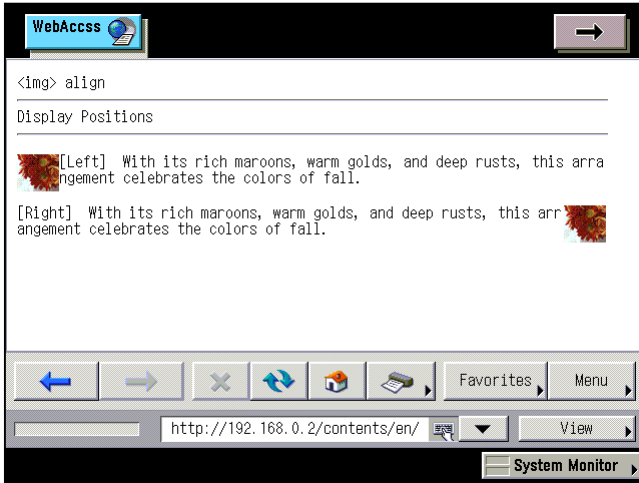 WebAccss
<img> align
Display Positions
[Left] With its rich maroons, warm golds, and deep rusts, this arra
ngement celebrates the colors of fall.
[Right] With its rich maroons, warm golds, and deep rusts, this arr
angement celebrates the colors of fall.
Favorites
Menu
http://192.168.0.2/contents/en/
View
System Monitor